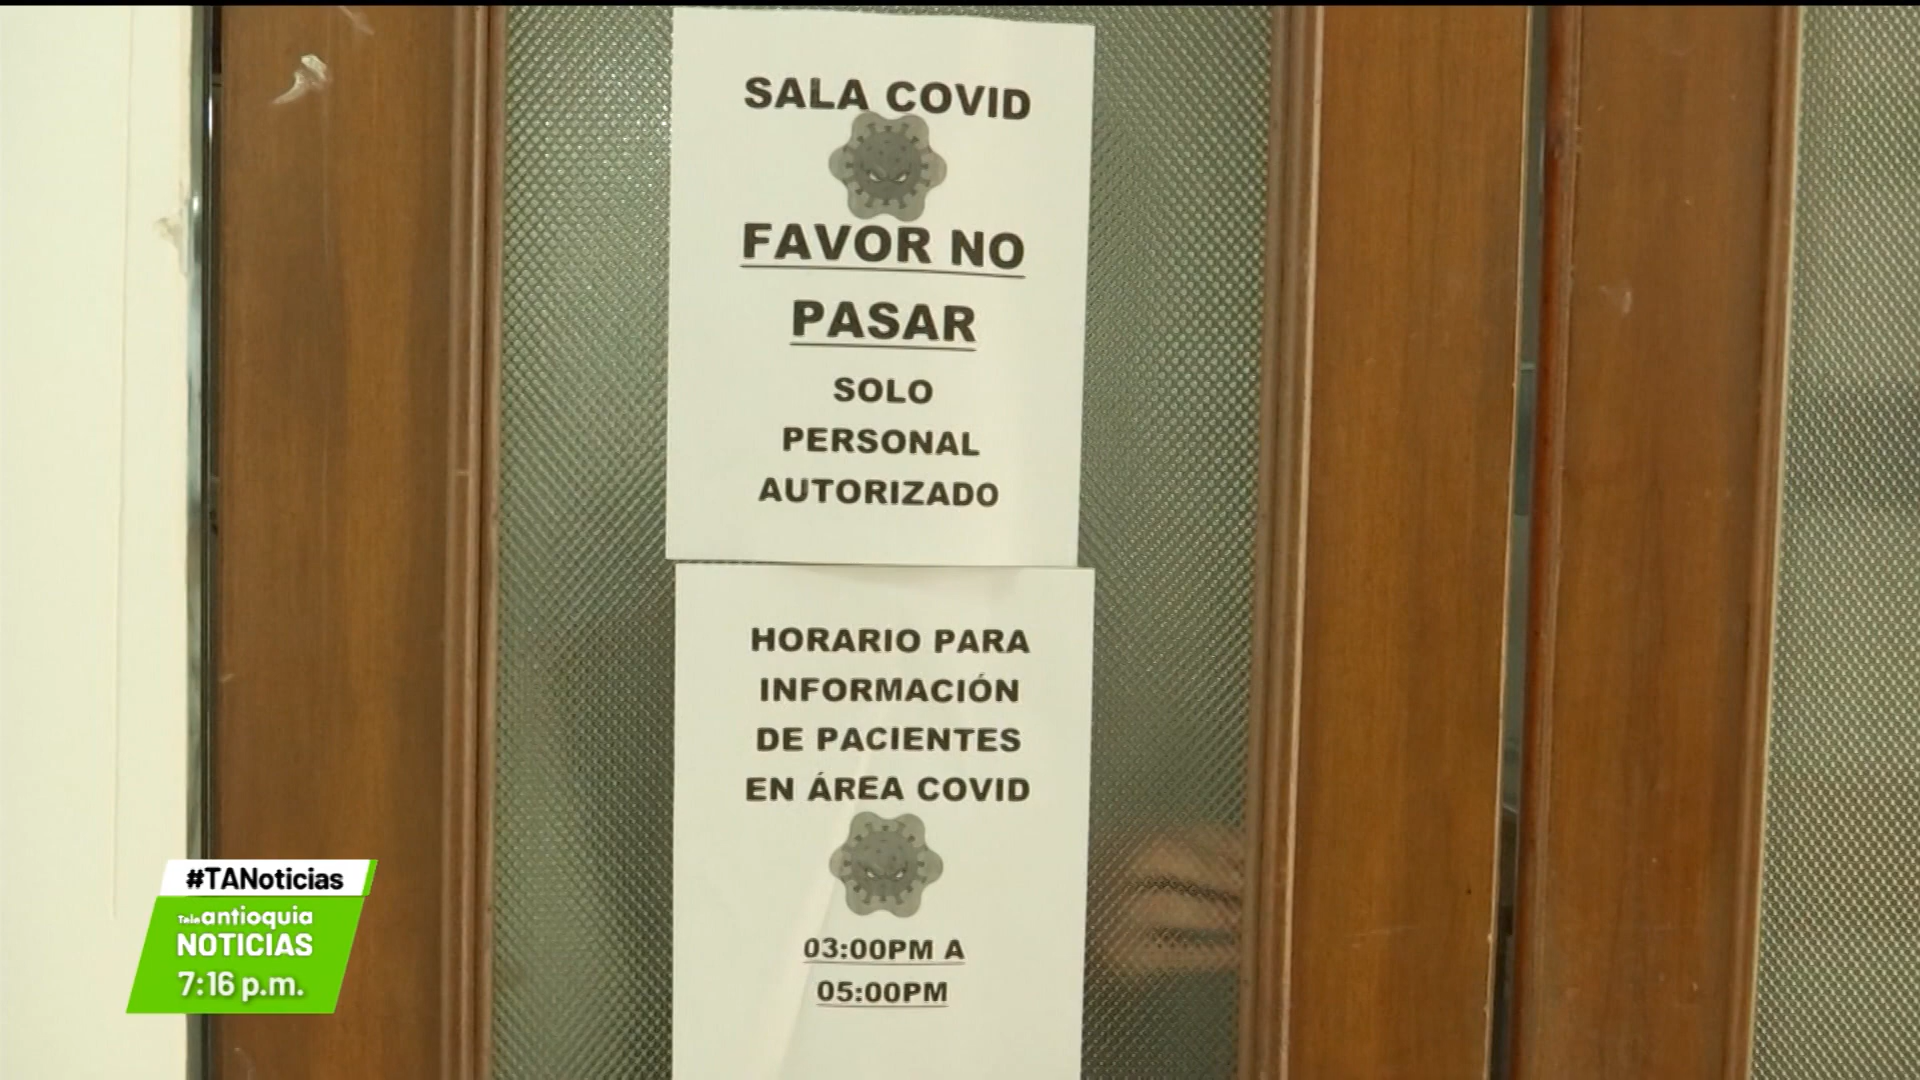 SALA COVID
FAVOR NO
PASAR
SOLO
PERSONAL
AUTORIZADO
HORARIO PARA
INFORMACIÓN
DE PACIENTES
EN ÁREA COVID
03:00PM A
05:00PM
#TANoticias
Teleantioquia
NOTICIAS
7:16 p.m.